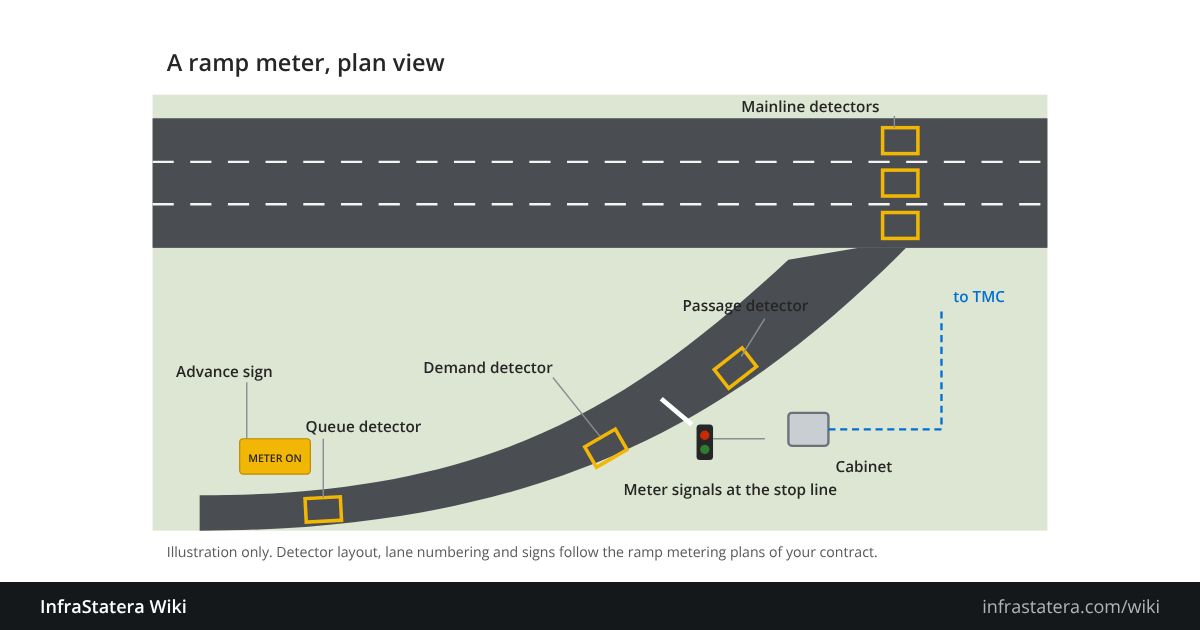 A ramp meter, plan view
Mainline detectors
to TMC
Passage detector
Demand detector
Advance sign
Queue detector
METER ON
Cabinet
Meter signals at the stop line
Illustration only. Detector layout, lane numbering and signs follow the ramp metering plans of your contract.
InfraStatera Wiki
infrastatera.com/wiki